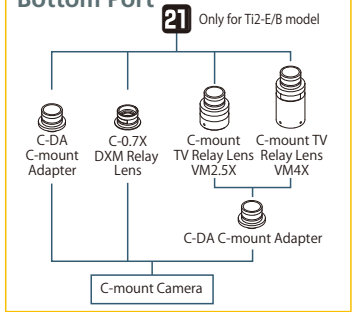 Bottom Port
21 Only for Ti2-E/B model
C-DA
C-mount
Adapter
C-0.7X
DXM Relay
Lens
C-mount
TV Relay Lens
VM2.5X
C-mount TV
Relay Lens
VM4X
C-DA C-mount Adapter
C-mount Camera